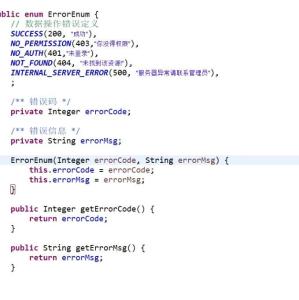 ublic enum ErrorEnum {
// 数据操作错误定义
SUCCESS(200, "成功"),
NO_PERMISSION(403,"你没得权限"),
NO_AUTH(401,"未登录"),
NOT_FOUND(404, "未找到该资源"),
INTERNAL_SERVER_ERROR(500, "服务器异常请联系管理员"),
;
/** 错误码 */
private Integer errorCode;
/** 错误信息 */
private String errorMsg;
ErrorEnum(Integer errorCode, String errorMsg) {
this.errorCode = errorCode;
this.errorMsg = errorMsg;
}
public Integer getErrorCode() {
return errorCode;
}
public String getErrorMsg() {
return errorMsg;
}